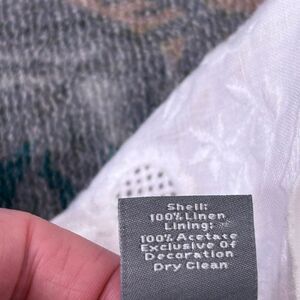 Shell:
100% Linen
Lining:
100% Acetate
Exclusive Of
Decoration
Dry Clean